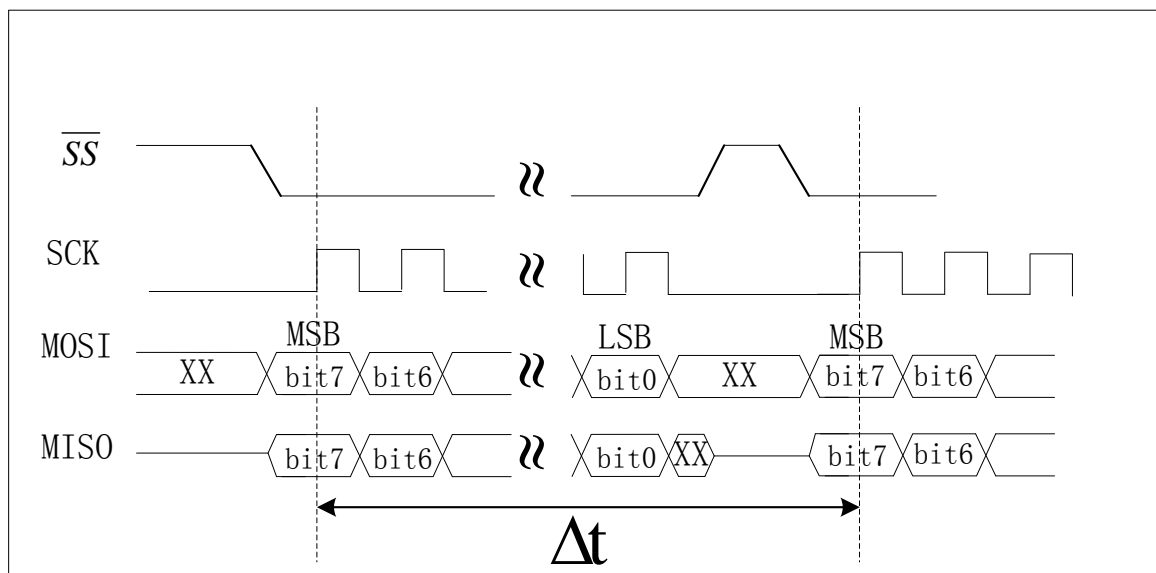 SS
SCK
MOSI MSB LSB MSB
XX bit7 bit6 bit0 XX bit7 bit6
MISO bit7 bit6 bit0 XX bit7 bit6
Δt